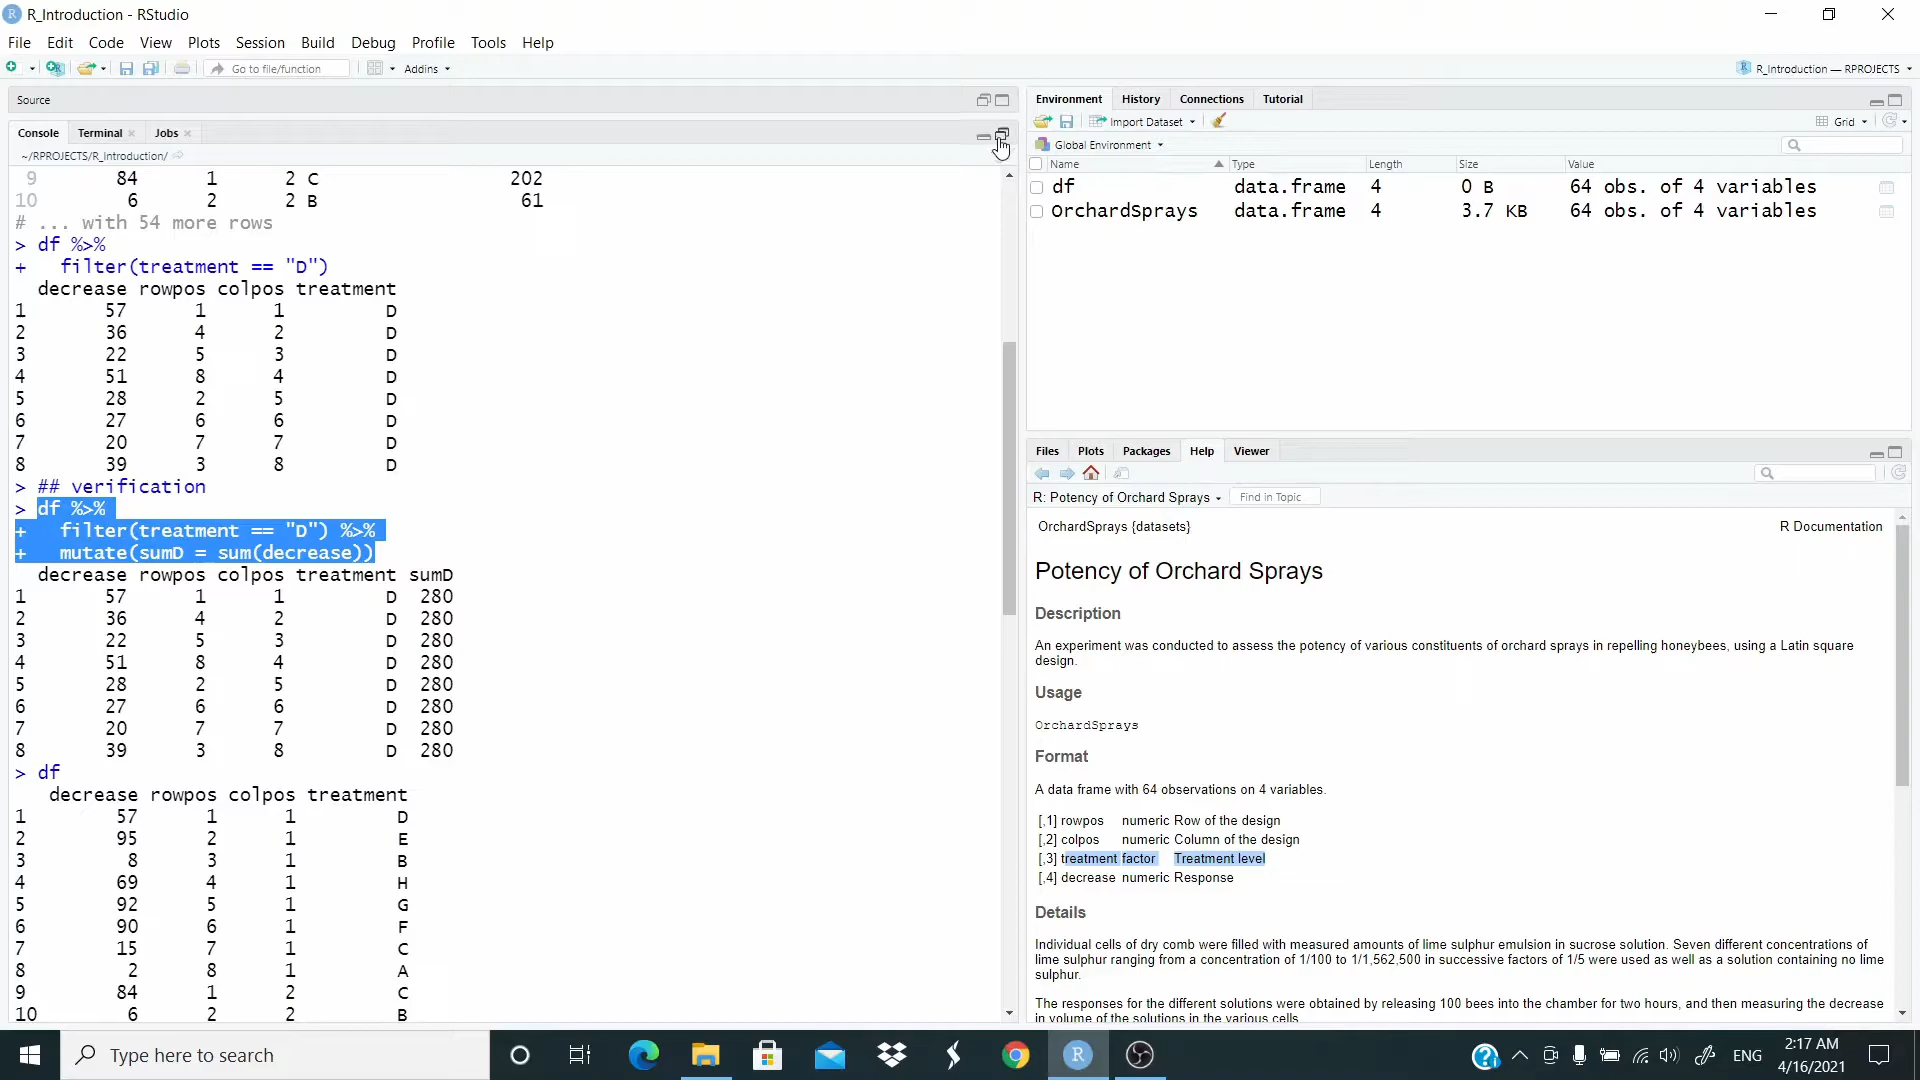 R_Introduction - RStudio
File Edit Code View Plots Session Build Debug Profile Tools Help
Go to file/function Addins R_Introduction — RPROJECTS
Source
Console Terminal Jobs
~/RPROJECTS/R_Introduction/
9 84 1 2 C 202
10 6 2 2 B 61
# ... with 54 more rows
> df %>%
+ filter(treatment == "D")
decrease rowpos colpos treatment
1 57 1 1 D
2 36 4 2 D
3 22 5 3 D
4 51 8 4 D
5 28 2 5 D
6 27 6 6 D
7 20 7 7 D
8 39 3 8 D
> ## verification
> df %>%
+ filter(treatment == "D") %>%
+ mutate(sumD = sum(decrease))
decrease rowpos colpos treatment sumD
1 57 1 1 D 280
2 36 4 2 D 280
3 22 5 3 D 280
4 51 8 4 D 280
5 28 2 5 D 280
6 27 6 6 D 280
7 20 7 7 D 280
8 39 3 8 D 280
> df
decrease rowpos colpos treatment
1 57 1 1 D
2 95 2 1 E
3 8 3 1 B
4 69 4 1 H
5 92 5 1 G
6 90 6 1 F
7 15 7 1 C
8 2 8 1 A
9 84 1 2 C
10 6 2 2 B
Environment History Connections Tutorial
Import Dataset Grid
Global Environment
Name Type Length Size Value
df data.frame 4 0 B 64 obs. of 4 variables
OrchardSprays data.frame 4 3.7 KB 64 obs. of 4 variables
Files Plots Packages Help Viewer
R: Potency of Orchard Sprays Find in Topic
OrchardSprays {datasets} R Documentation
Potency of Orchard Sprays
Description
An experiment was conducted to assess the potency of various constituents of orchard sprays in repelling honeybees, using a Latin square
design.
Usage
OrchardSprays
Format
A data frame with 64 observations on 4 variables.
[,1] rowpos numeric Row of the design
[,2] colpos numeric Column of the design
[,3] treatment factor Treatment level
[,4] decrease numeric Response
Details
Individual cells of dry comb were filled with measured amounts of lime sulphur emulsion in sucrose solution. Seven different concentrations of
lime sulphur ranging from a concentration of 1/100 to 1/1,562,500 in successive factors of 1/5 were used as well as a solution containing no lime
sulphur.
The responses for the different solutions were obtained by releasing 100 bees into the chamber for two hours, and then measuring the decrease
in volume of the solutions in the various cells.
Type here to search
ENG
2:17 AM
4/16/2021